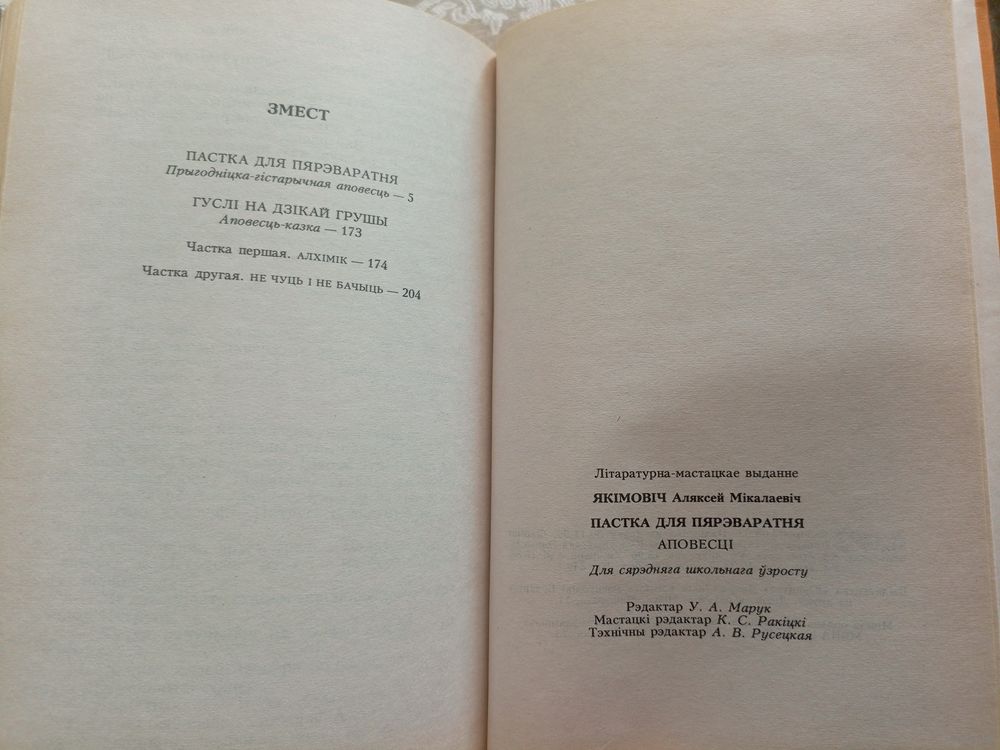 ЗМЕСТ
ПАСТКА ДЛЯ ПЯРЭВАРАТНЯ
Прыгодніцка-гістарычная аповесць — 5
ГУСЛІ НА ДЗІКАЙ ГРУШЫ
Аповесць-казка — 173
Частка першая. АЛХІМІК — 174
Частка другая. НЕ ЧУЦЬ І НЕ БАЧЫЦЬ — 204
Літаратурна-мастацкае выданне
ЯКІМОВІЧ Аляксей Мікалаевіч
ПАСТКА ДЛЯ ПЯРЭВАРАТНЯ
АПОВЕСЦІ
Для сярэдняга школьнага ўзросту
Рэдактар У. А. Марук
Мастацкі рэдактар К. С. Ракіцкі
Тэхнічны рэдактар А. В. Русецкая